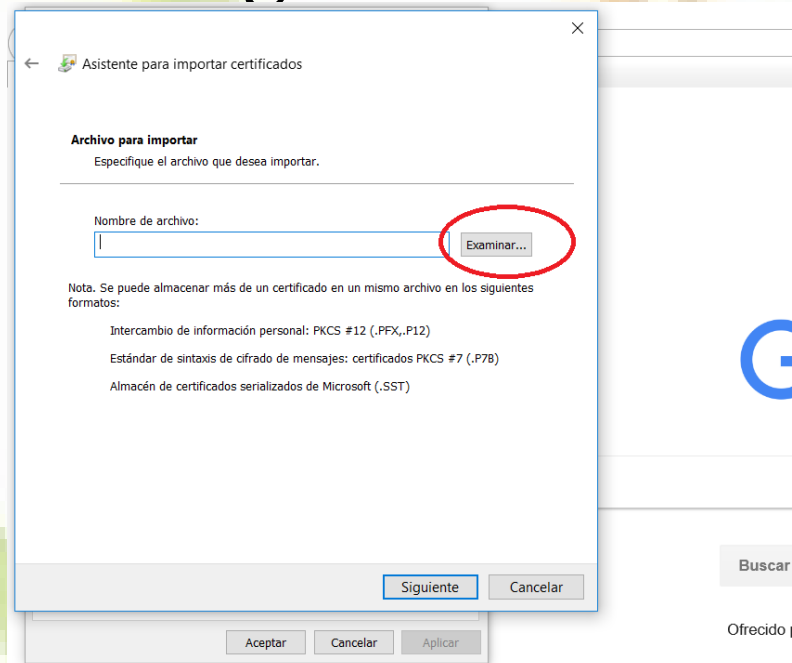 Asistente para importar certificados
Archivo para importar
Especifique el archivo que desea importar.
Nombre de archivo:
Examinar...
Nota. Se puede almacenar más de un certificado en un mismo archivo en los siguientes
formatos:
Intercambio de información personal: PKCS #12 (.PFX,.P12)
Estándar de sintaxis de cifrado de mensajes: certificados PKCS #7 (.P7B)
Almacén de certificados serializados de Microsoft (.SST)
Siguiente Cancelar
Aceptar Cancelar Aplicar
G
Buscar
Ofrecido